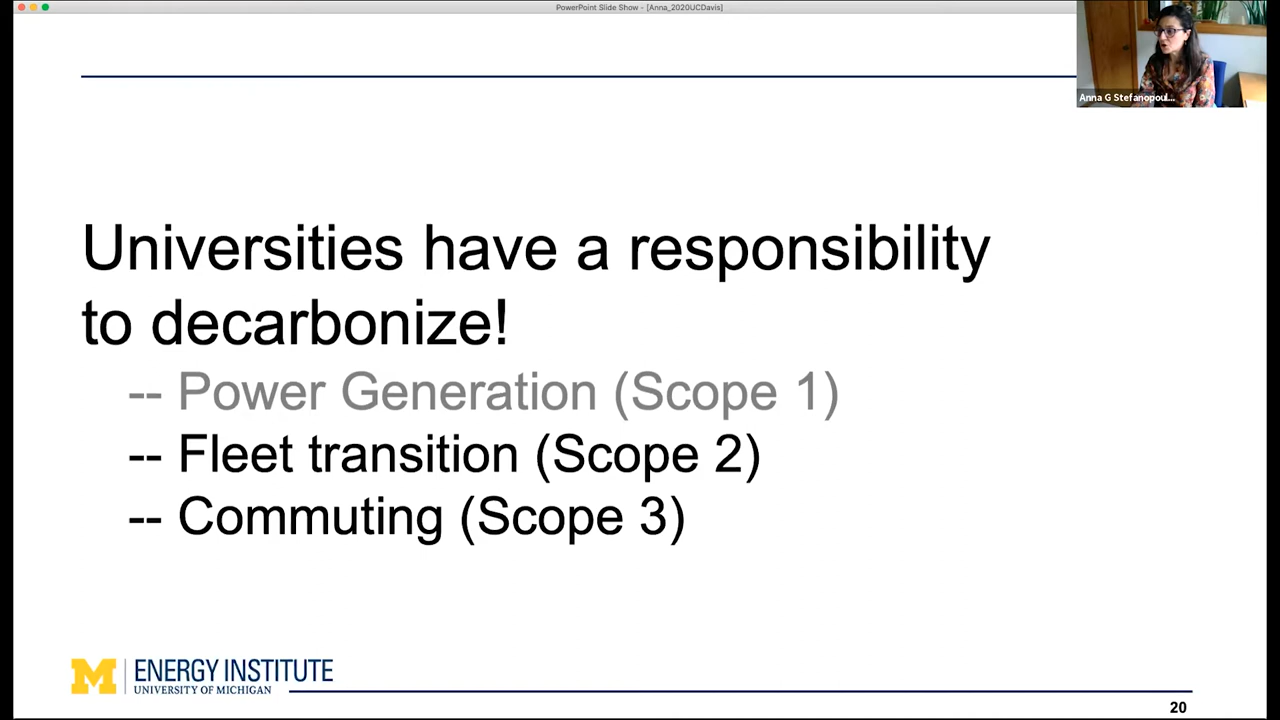 PowerPoint Slide Show - [Anna_2020UCDavis]
Anna G Stefanopoul...
Universities have a responsibility
to decarbonize!
-- Power Generation (Scope 1)
-- Fleet transition (Scope 2)
-- Commuting (Scope 3)
M
ENERGY INSTITUTE
UNIVERSITY OF MICHIGAN
20